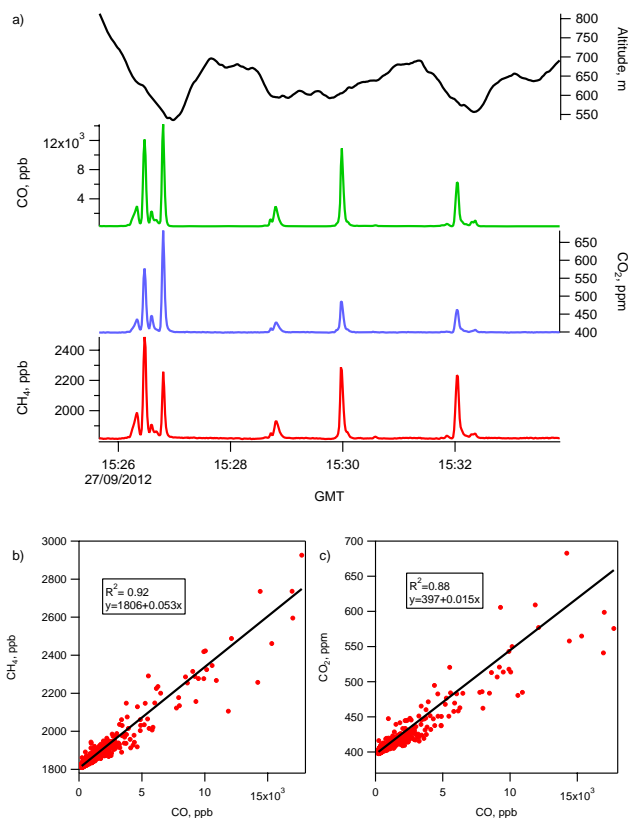 a)
800
750
700
650
600
550
Altitude, m
12x10³
8
4
CO, ppb
650
600
550
500
450
400
CO₂, ppm
2400
2200
2000
CH₄, ppb
15:26
15:28
15:30
15:32
27/09/2012
GMT
b)
3000
2800
2600
2400
2200
2000
1800
CH₄, ppb
R²= 0.92
y=1806+0.053x
0
5
10
15x10³
CO, ppb
c)
700
650
600
550
500
450
400
CO₂, ppm
R²=0.88
y=397+0.015x
0
5
10
15x10³
CO, ppb